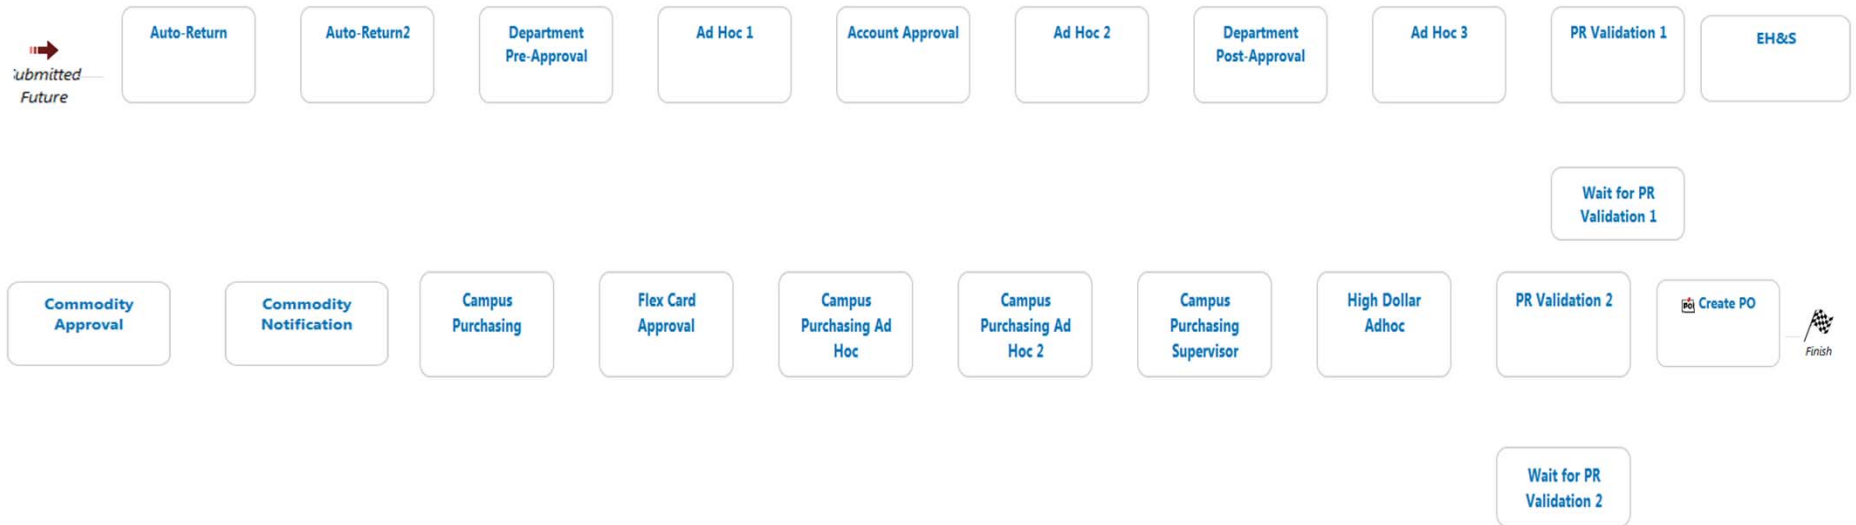 Auto-Return
Auto-Return2
Department
Pre-Approval
Ad Hoc 1
Account Approval
Ad Hoc 2
Department
Post-Approval
Ad Hoc 3
PR Validation 1
EH&S
ubmitted
Future
Wait for PR
Validation 1
Commodity
Approval
Commodity
Notification
Campus
Purchasing
Flex Card
Approval
Campus
Purchasing Ad
Hoc
Campus
Purchasing Ad
Hoc 2
Campus
Purchasing
Supervisor
High Dollar
Adhoc
PR Validation 2
PO Create PO
Finish
Wait for PR
Validation 2